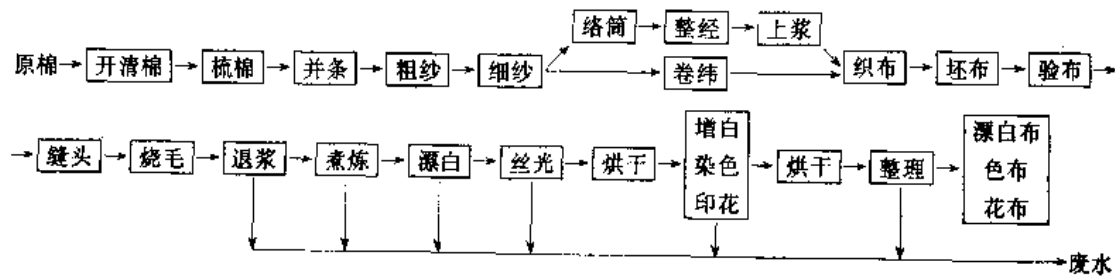 络筒 整经 上浆
原棉 开清棉 梳棉 并条 粗纱 细纱 卷纬 织布 坯布 验布
缝头 烧毛 退浆 煮炼 漂白 丝光 烘干 增白 染色 印花 烘干 整理 漂白布 色布 花布
废水